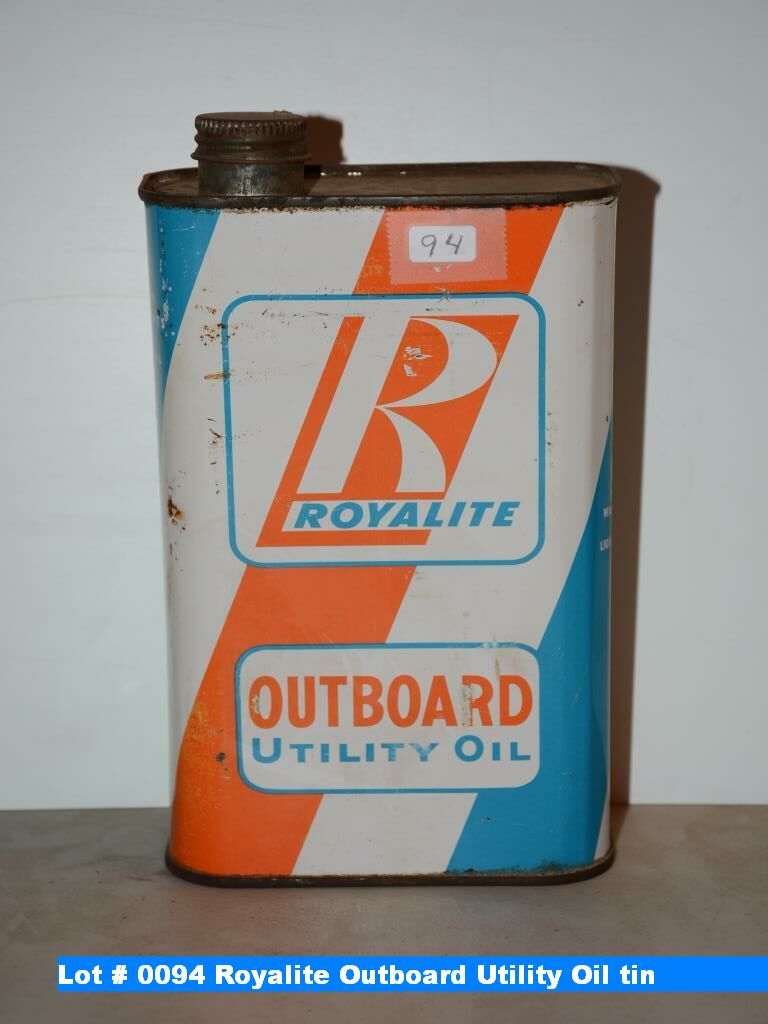 94
R
ROYALITE
OUTBOARD
UTILITY OIL
Lot # 0094 Royalite Outboard Utility Oil tin